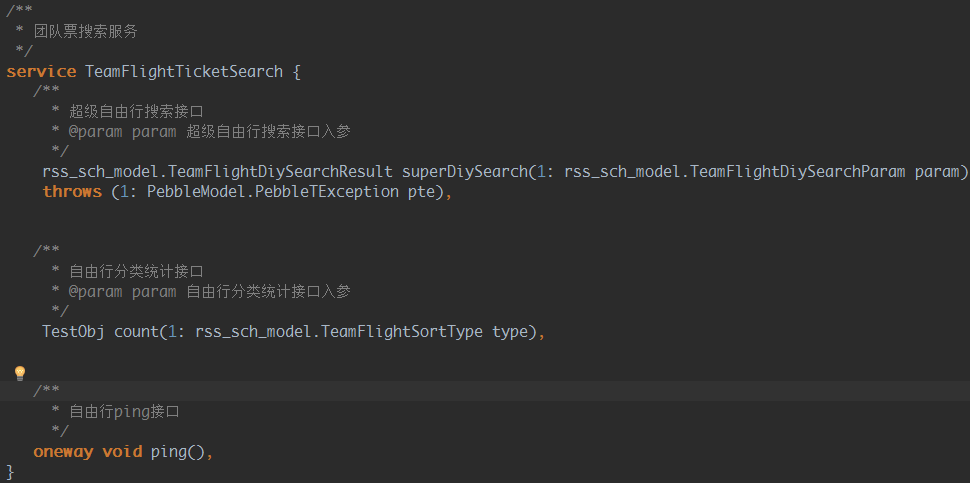 /**
 * 团队票搜索服务
 */
service TeamFlightTicketSearch {
   /**
     * 超级自由行搜索接口
     * @param param 超级自由行搜索接口入参
     */
    rss_sch_model.TeamFlightDiySearchResult superDiySearch(1: rss_sch_model.TeamFlightDiySearchParam param)
    throws (1: PebbleModel.PebbleTException pte),
   /**
     * 自由行分类统计接口
     * @param param 自由行分类统计接口入参
     */
    TestObj count(1: rss_sch_model.TeamFlightSortType type),
   /**
     * 自由行ping接口
     */
   oneway void ping(),
}